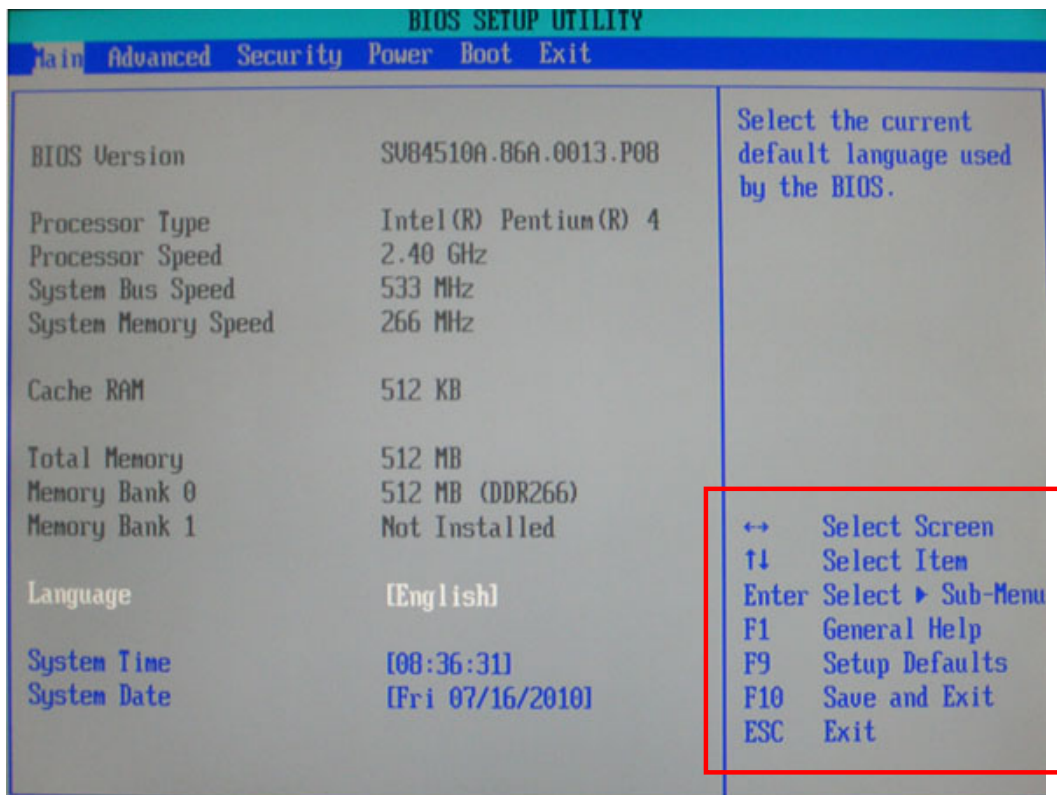 BIOS SETUP UTILITY
Main Advanced Security Power Boot Exit
BIOS Version SV84510A.86A.0013.P08
Processor Type Intel(R) Pentium(R) 4
Processor Speed 2.40 GHz
System Bus Speed 533 MHz
System Memory Speed 266 MHz
Cache RAM 512 KB
Total Memory 512 MB
Memory Bank 0 512 MB (DDR266)
Memory Bank 1 Not Installed
Language [English]
System Time [08:36:31]
System Date [Fri 07/16/2010]
Select the current
default language used
by the BIOS.
↔ Select Screen
↑↓ Select Item
Enter Select ▶ Sub-Menu
F1 General Help
F9 Setup Defaults
F10 Save and Exit
ESC Exit